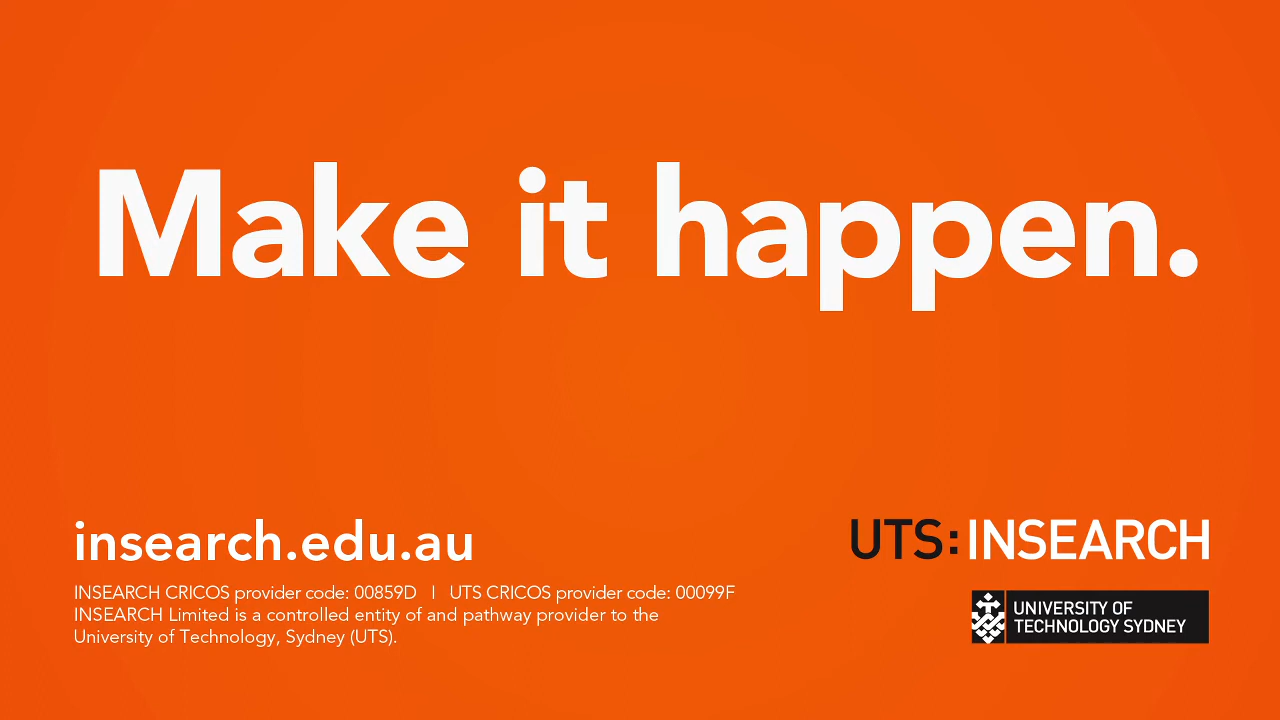 Make it happen.
insearch.edu.au
INSEARCH CRICOS provider code: 00859D | UTS CRICOS provider code: 00099F
INSEARCH Limited is a controlled entity of and pathway provider to the
University of Technology, Sydney (UTS).
UTS:INSEARCH
UNIVERSITY OF
TECHNOLOGY SYDNEY